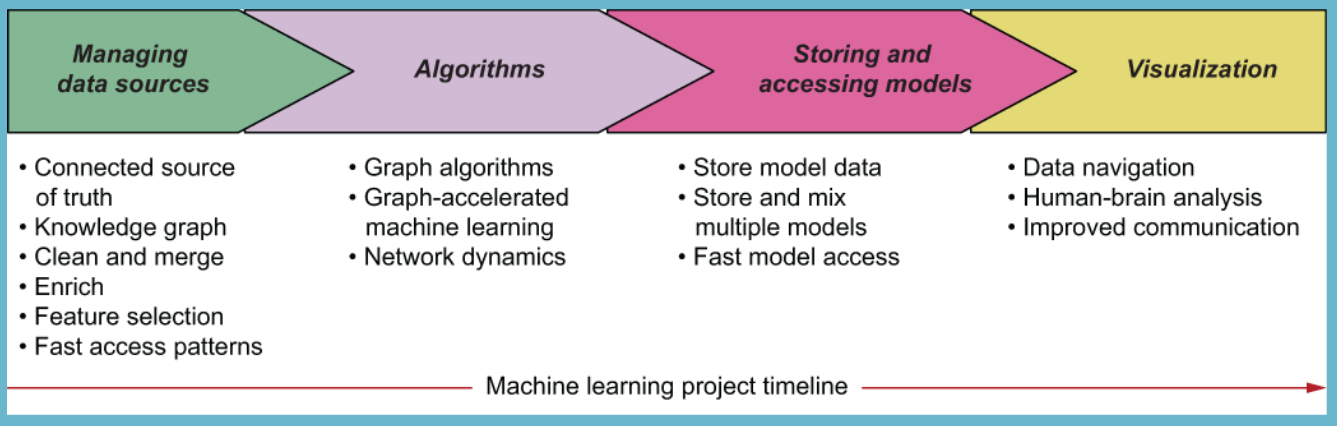 Managing
data sources
Algorithms
Storing and
accessing models
Visualization
• Connected source
of truth
• Knowledge graph
• Clean and merge
• Enrich
• Feature selection
• Fast access patterns
• Graph algorithms
• Graph-accelerated
machine learning
• Network dynamics
• Store model data
• Store and mix
multiple models
• Fast model access
• Data navigation
• Human-brain analysis
• Improved communication
Machine learning project timeline